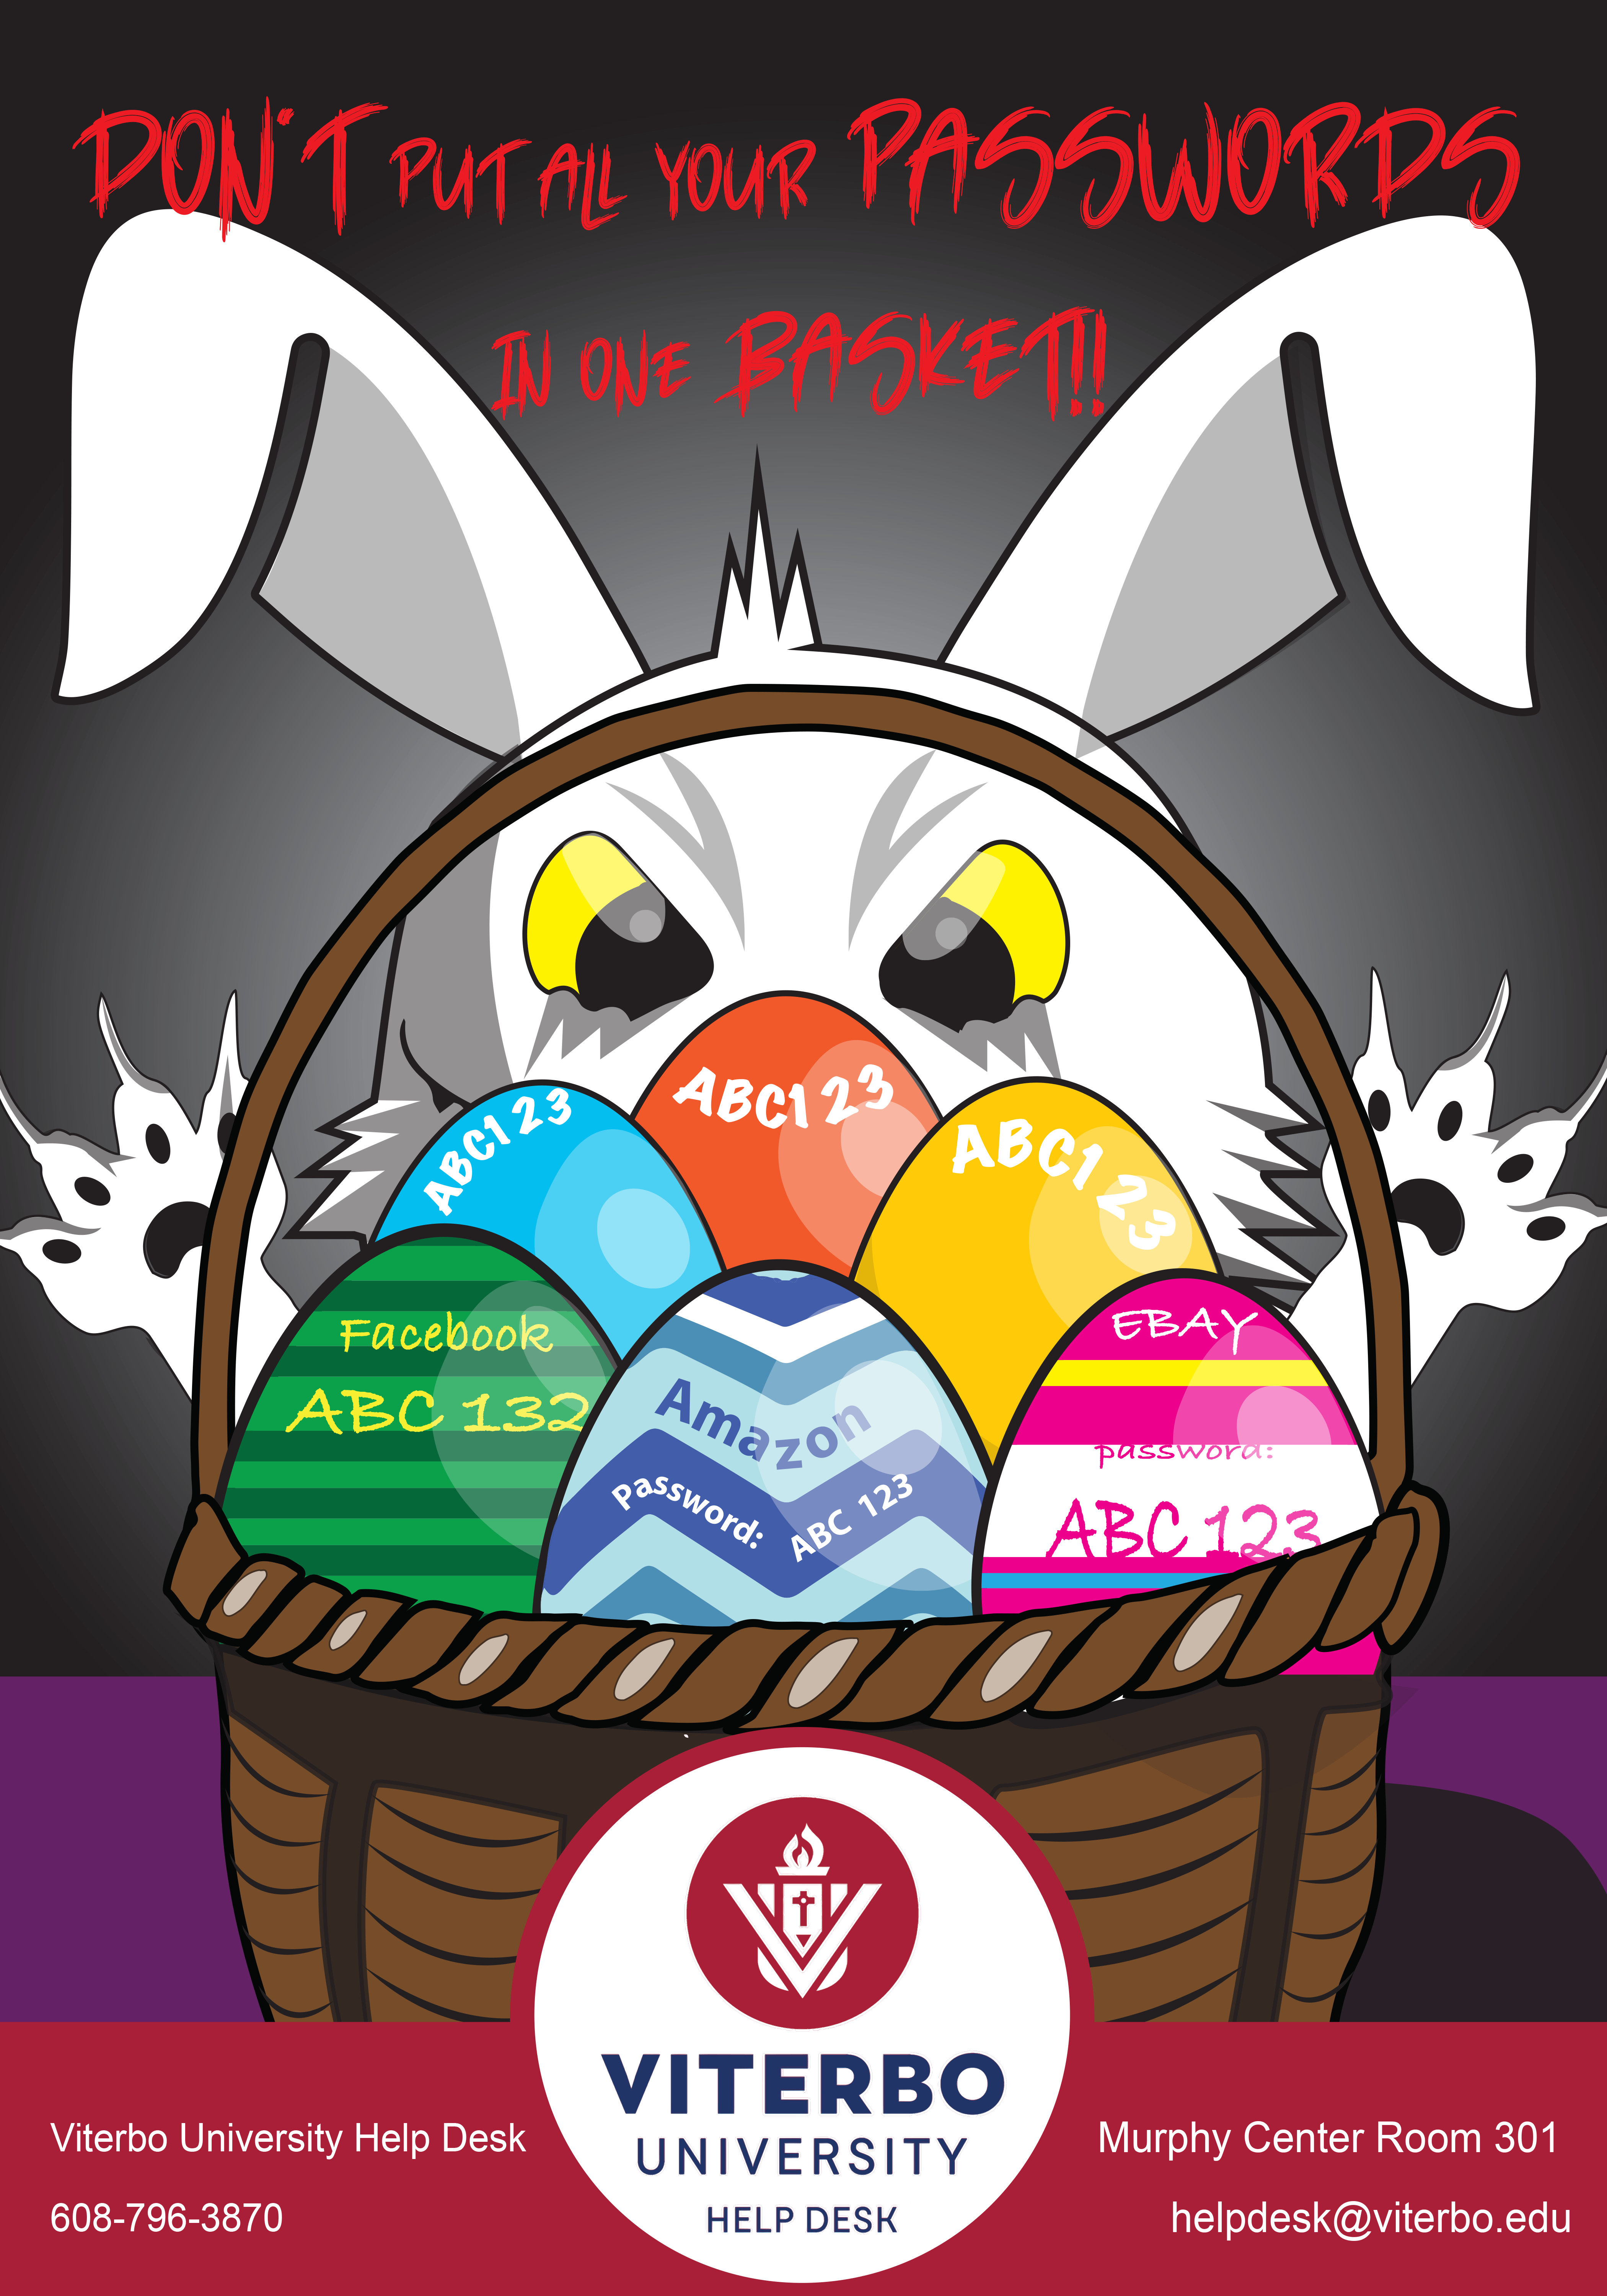 DON'T PUT ALL YOUR PASSWORDS
IN ONE BASKET!!
ABC123
ABC123
ABC123
Facebook
ABC 132
Amazon
Password: ABC 123
EBAY
password:
ABC 123
VITERBO
UNIVERSITY
HELP DESK
Viterbo University Help Desk
608-796-3870
Murphy Center Room 301
helpdesk@viterbo.edu